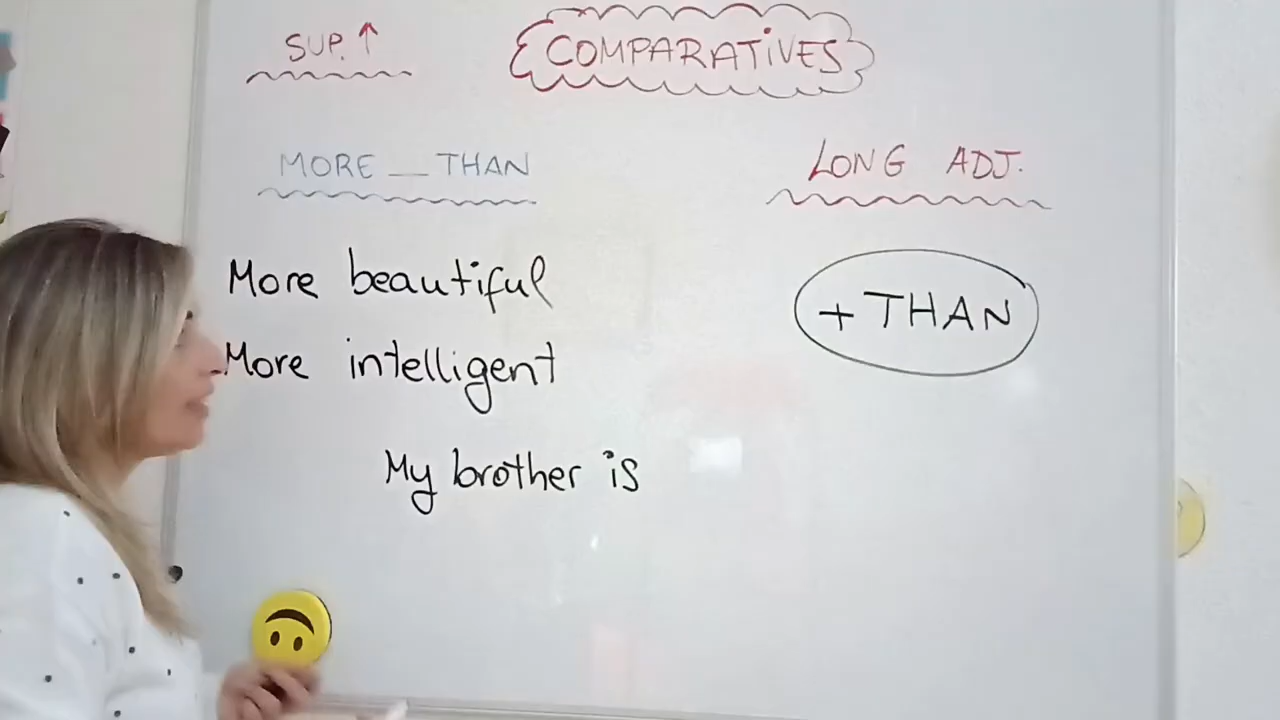 SUP. ↑
COMPARATIVES
MORE __ THAN
LONG ADJ.
More beautiful
+ THAN
More intelligent
My brother is